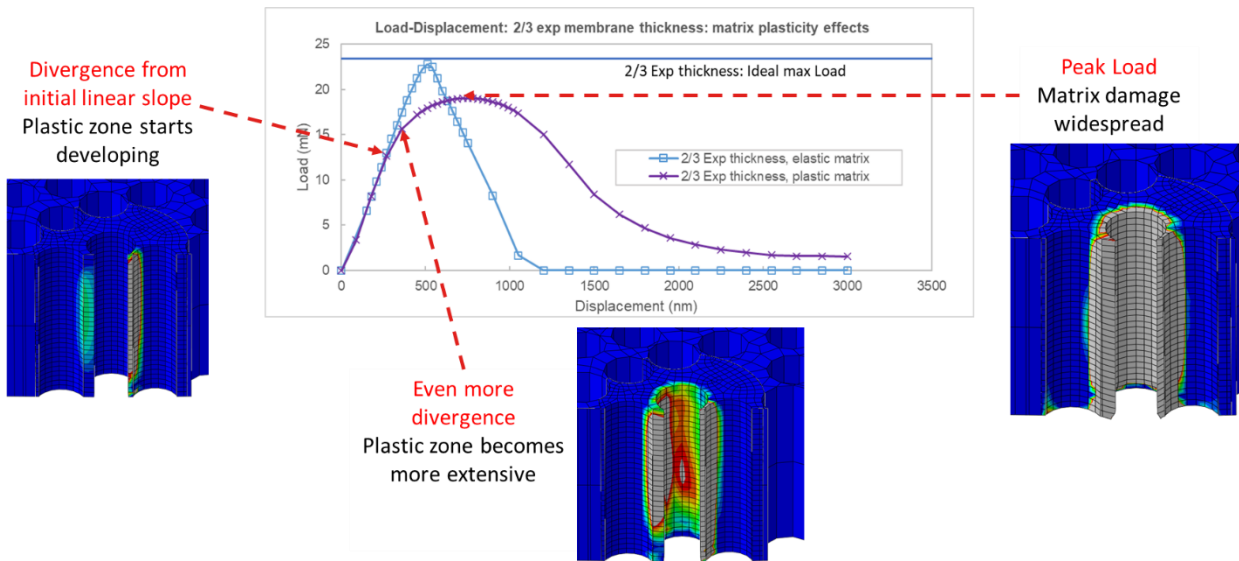 Load-Displacement: 2/3 exp membrane thickness: matrix plasticity effects
Divergence from
initial linear slope
Plastic zone starts
developing
Load (mN)
25
20
15
10
5
0
2/3 Exp thickness: Ideal max Load
2/3 Exp thickness, elastic matrix
2/3 Exp thickness, plastic matrix
0
500
1000
1500
2000
2500
3000
3500
Displacement (nm)
Peak Load
Matrix damage
widespread
Even more
divergence
Plastic zone becomes
more extensive